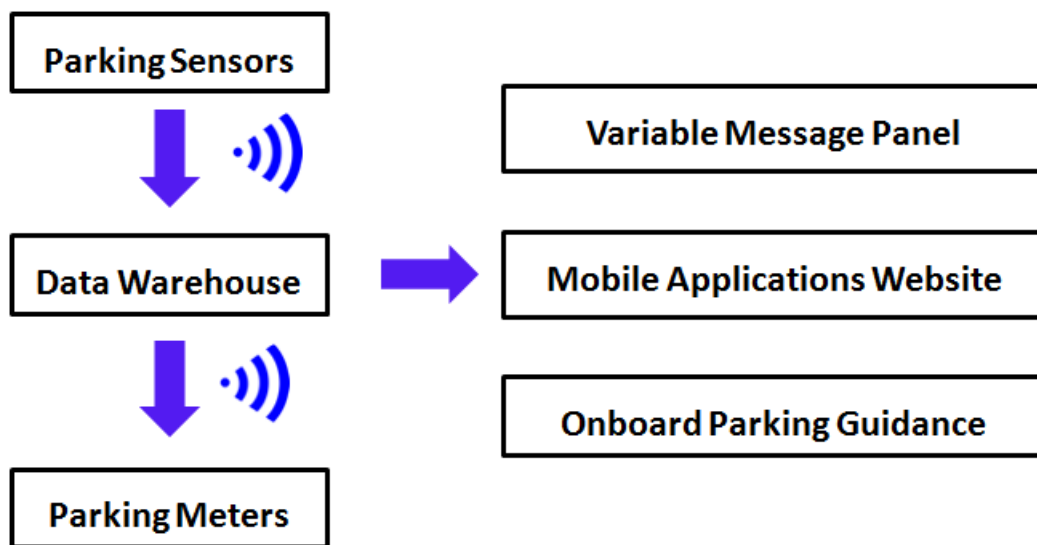 Parking Sensors
Data Warehouse
Parking Meters
Variable Message Panel
Mobile Applications Website
Onboard Parking Guidance